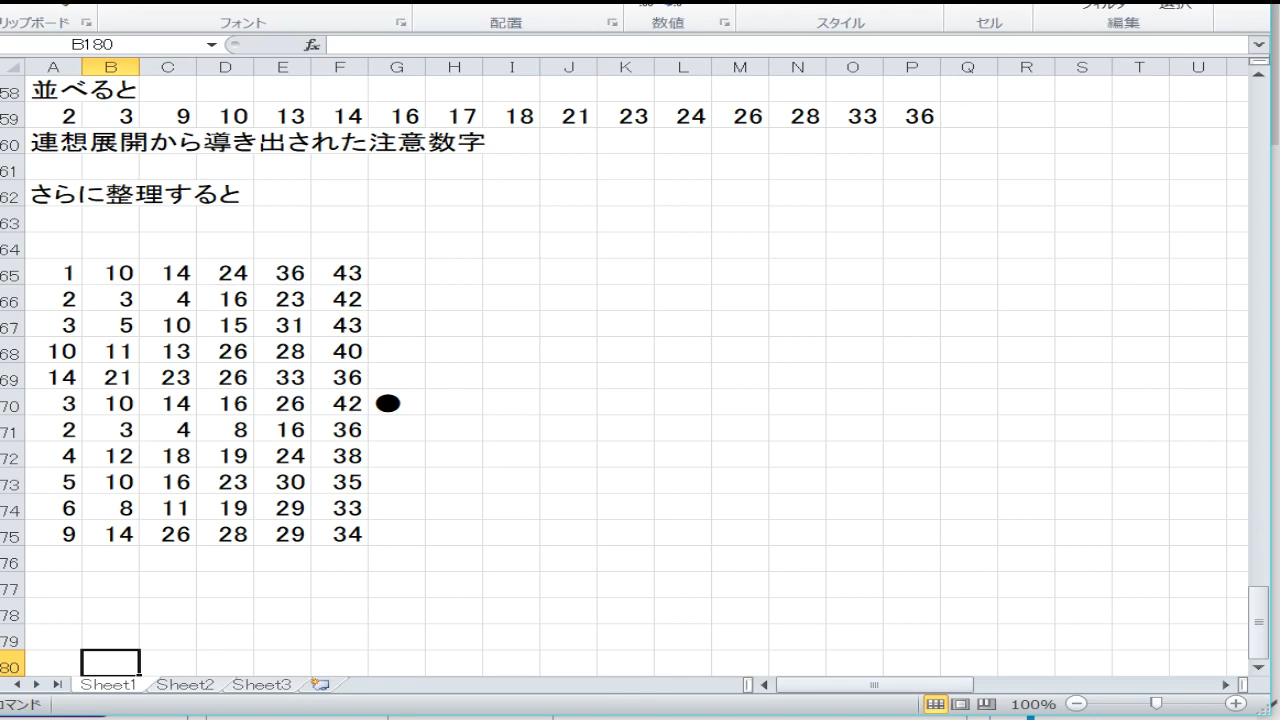 フォント 配置 数値 スタイル セル 編集
B180 fx
A B C D E F G H I J K L M N O P Q R S T U
58 並べると
59 2 3 9 10 13 14 16 17 18 21 23 24 26 28 33 36
60 連想展開から導き出された注意数字
61
62 さらに整理すると
63
64
65 1 10 14 24 36 43
66 2 3 4 16 23 42
67 3 5 10 15 31 43
68 10 11 13 26 28 40
69 14 21 23 26 33 36
70 3 10 14 16 26 42 ●
71 2 3 4 8 16 36
72 4 12 18 19 24 38
73 5 10 16 23 30 35
74 6 8 11 19 29 33
75 9 14 26 28 29 34
76
77
78
79
80
Sheet1 Sheet2 Sheet3
コマンド 100%